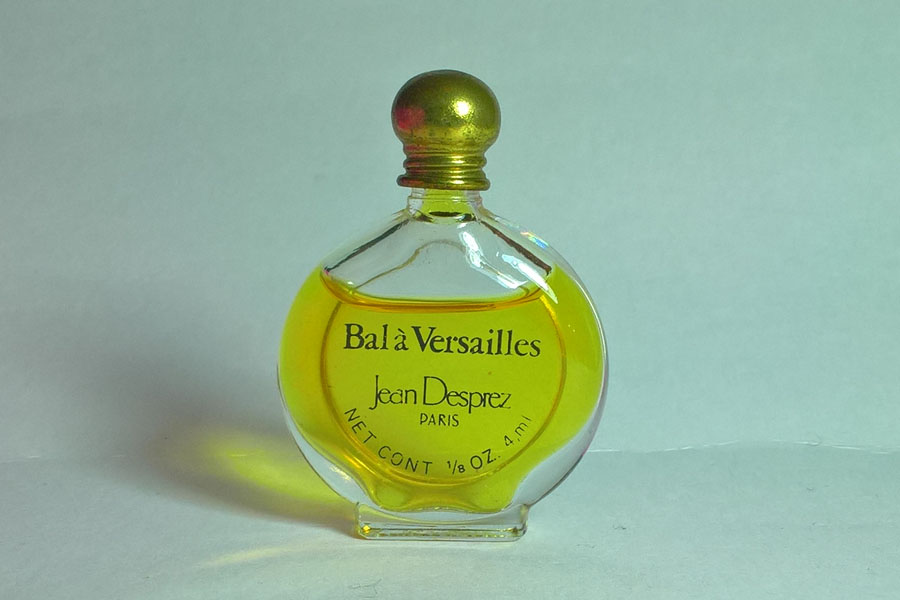 Bal à Versailles
Jean Desprez
PARIS
NET CONT 1/8 OZ. 4,ml